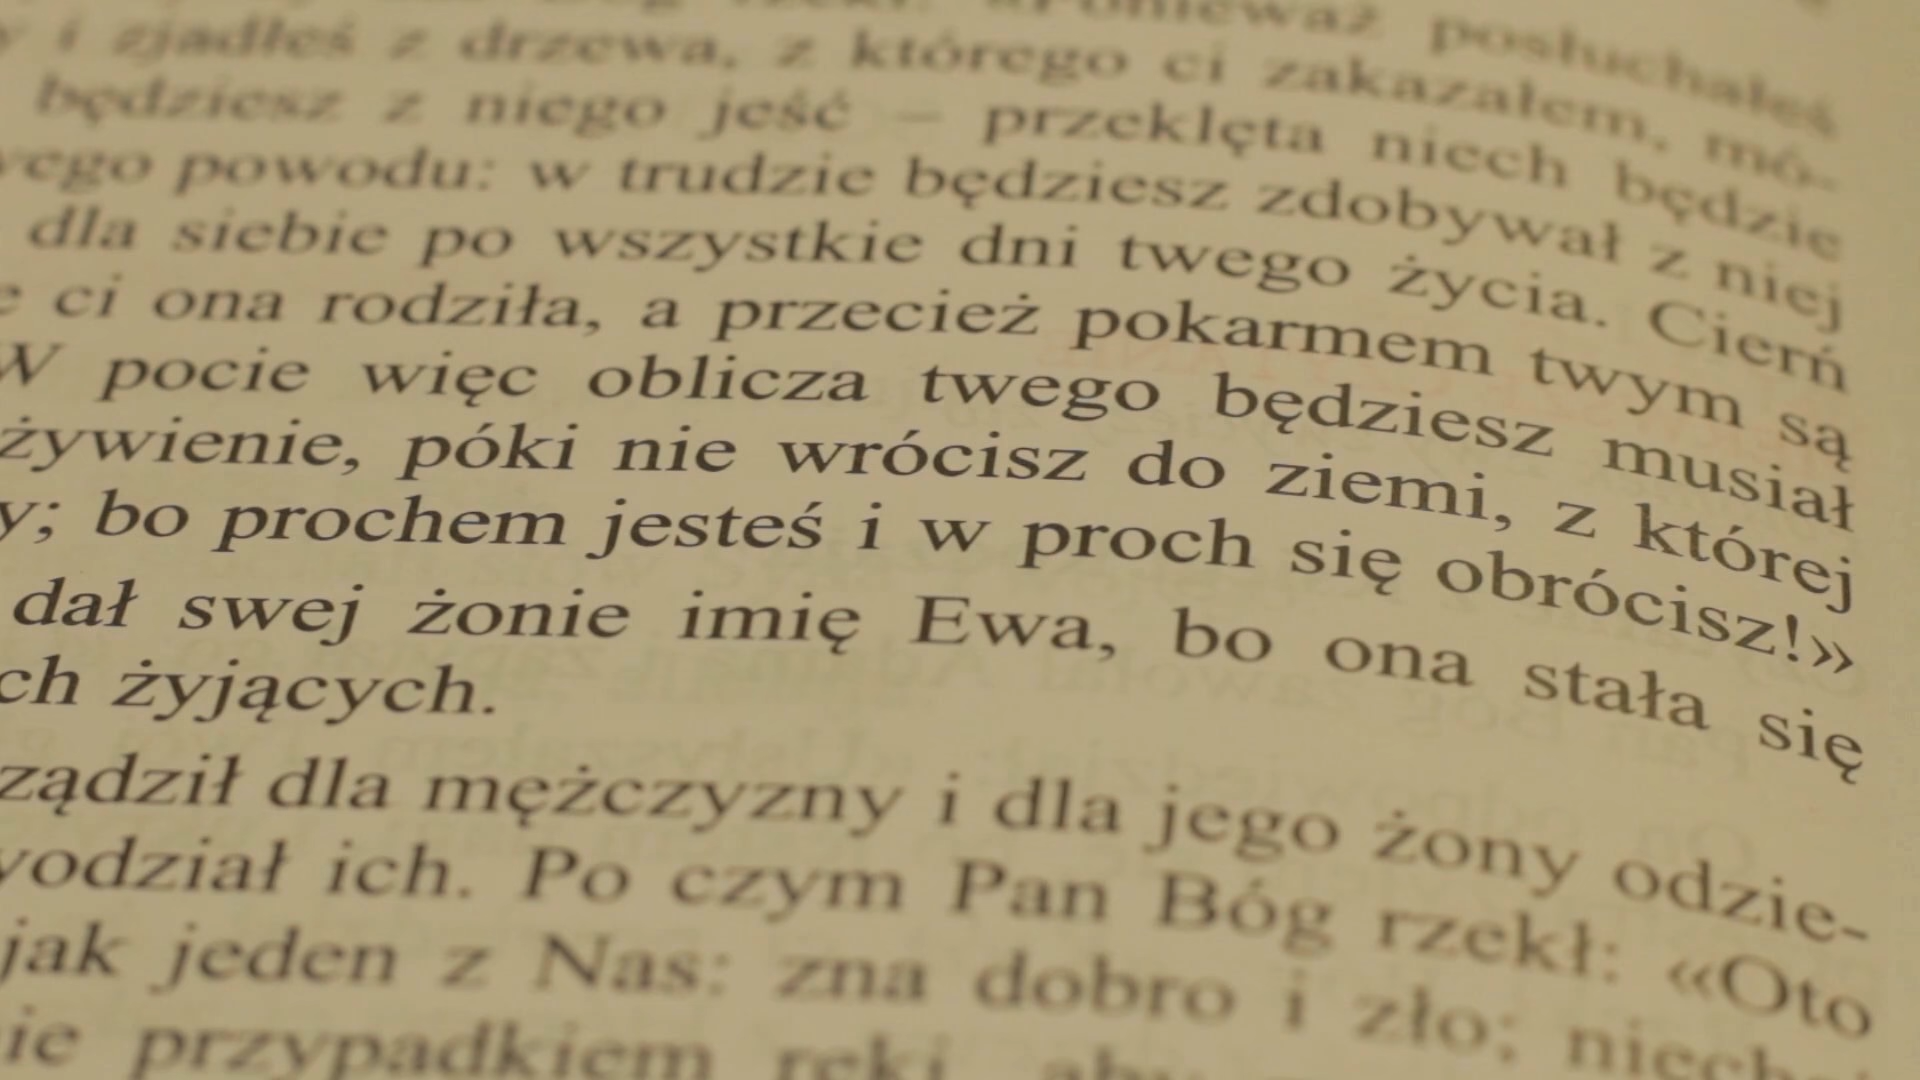 posłuchałeś
i zjadłeś z drzewa, z którego ci zakazałem, mó-
będziesz z niego jeść – przeklęta niech będzie
powodu: w trudzie będziesz zdobywał z niej
dla siebie po wszystkie dni twego życia. Cierń
ci ona rodziła, a przecież pokarmem twym są
W pocie więc oblicza twego będziesz musiał
żywienie, póki nie wrócisz do ziemi, z której
y; bo prochem jesteś i w proch się obrócisz!»
dał swej żonie imię Ewa, bo ona stała się
ch żyjących.
ządził dla mężczyzny i dla jego żony odzie-
odział ich. Po czym Pan Bóg rzekł: «Oto
jak jeden z Nas: zna dobro i zło; niech
przypadkiem ręki, aby